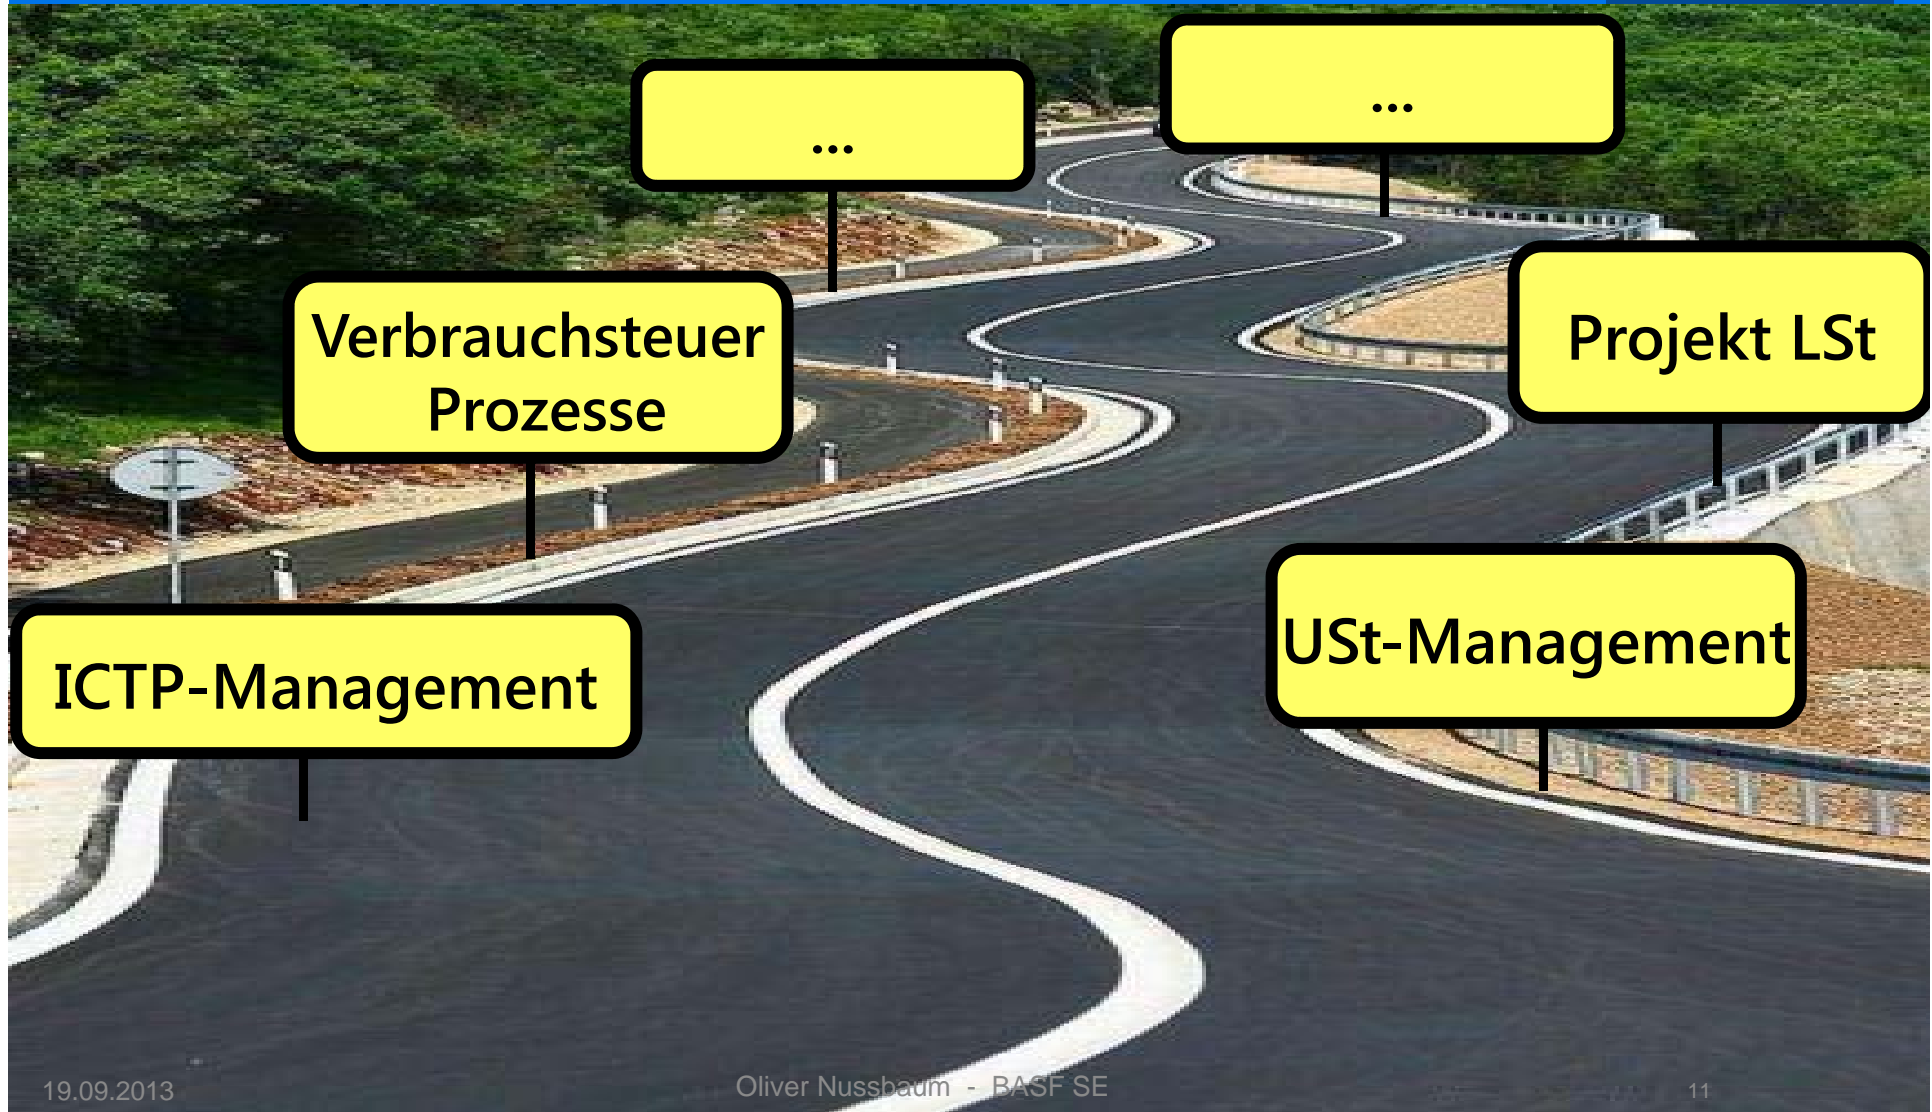 ...
...
Verbrauchsteuer
Prozesse
Projekt LSt
ICTP-Management
USt-Management
19.09.2013
Oliver Nussbaum - BASF SE
11